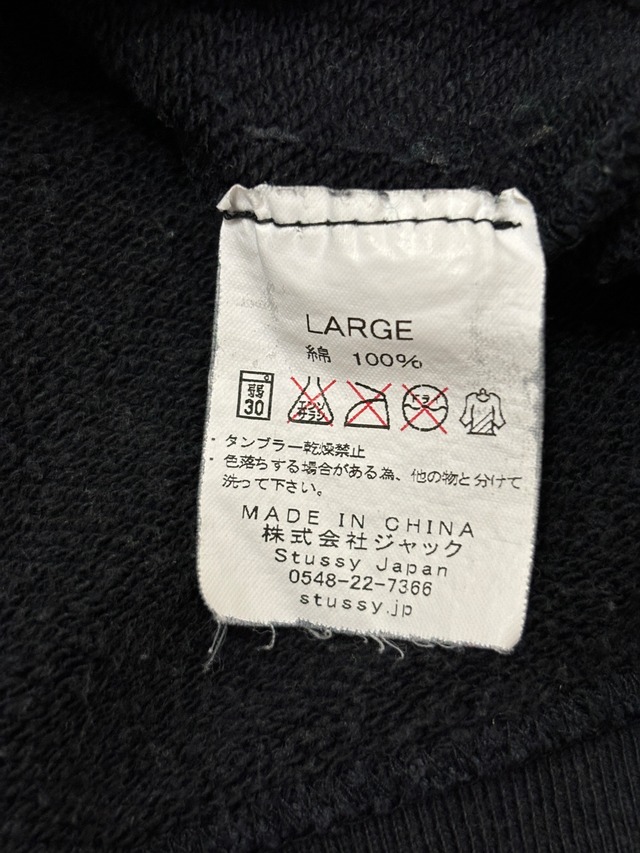 LARGE
綿 100%
弱
30
エンソ
サラシ
ドライ
・タンブラー乾燥禁止
・色落ちする場合がある為、他の物と分けて
洗って下さい。
MADE IN CHINA
株式会社ジャック
Stussy Japan
0548-22-7366
stussy.jp